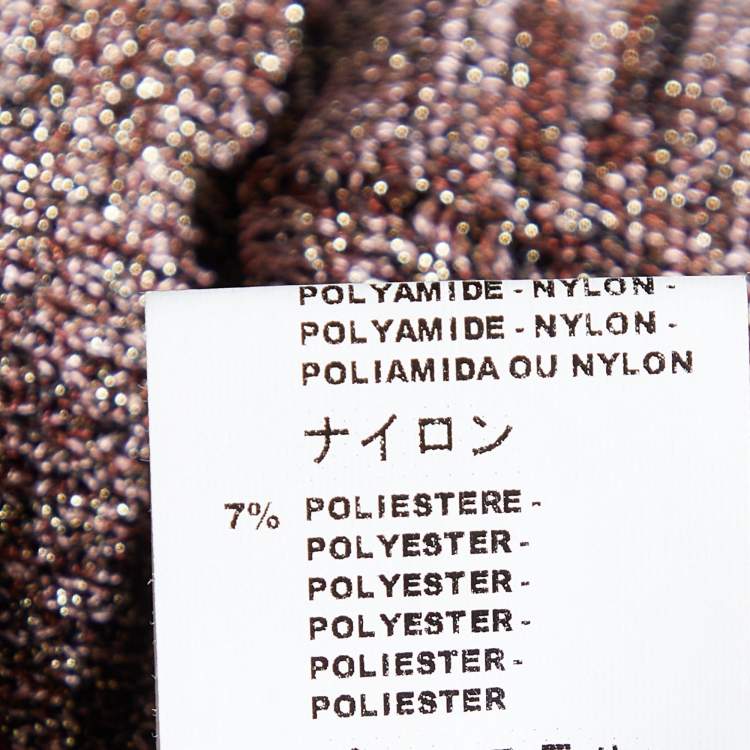 POLYAMIDE - NYLON -
POLYAMIDE - NYLON -
POLIAMIDA OU NYLON
ナイロン
7% POLIESTERE -
POLYESTER -
POLYESTER -
POLYESTER -
POLIESTER -
POLIESTER